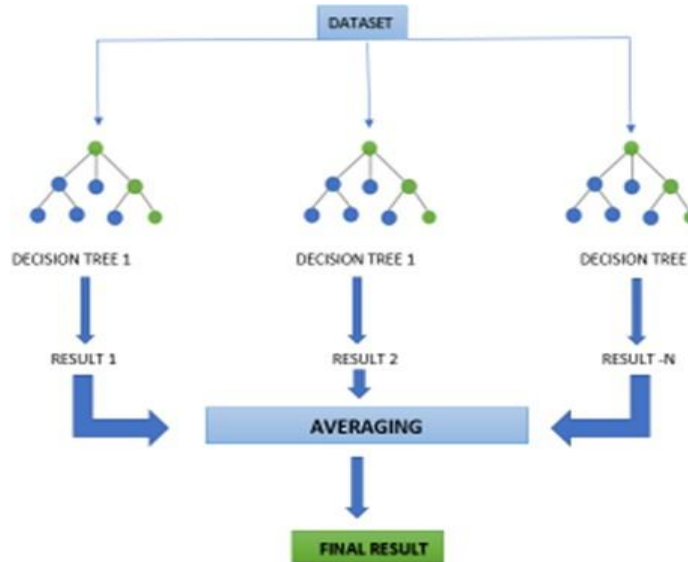 DATASET
DECISION TREE 1
DECISION TREE 1
DECISION TREE
RESULT 1
RESULT 2
RESULT -N
AVERAGING
FINAL RESULT